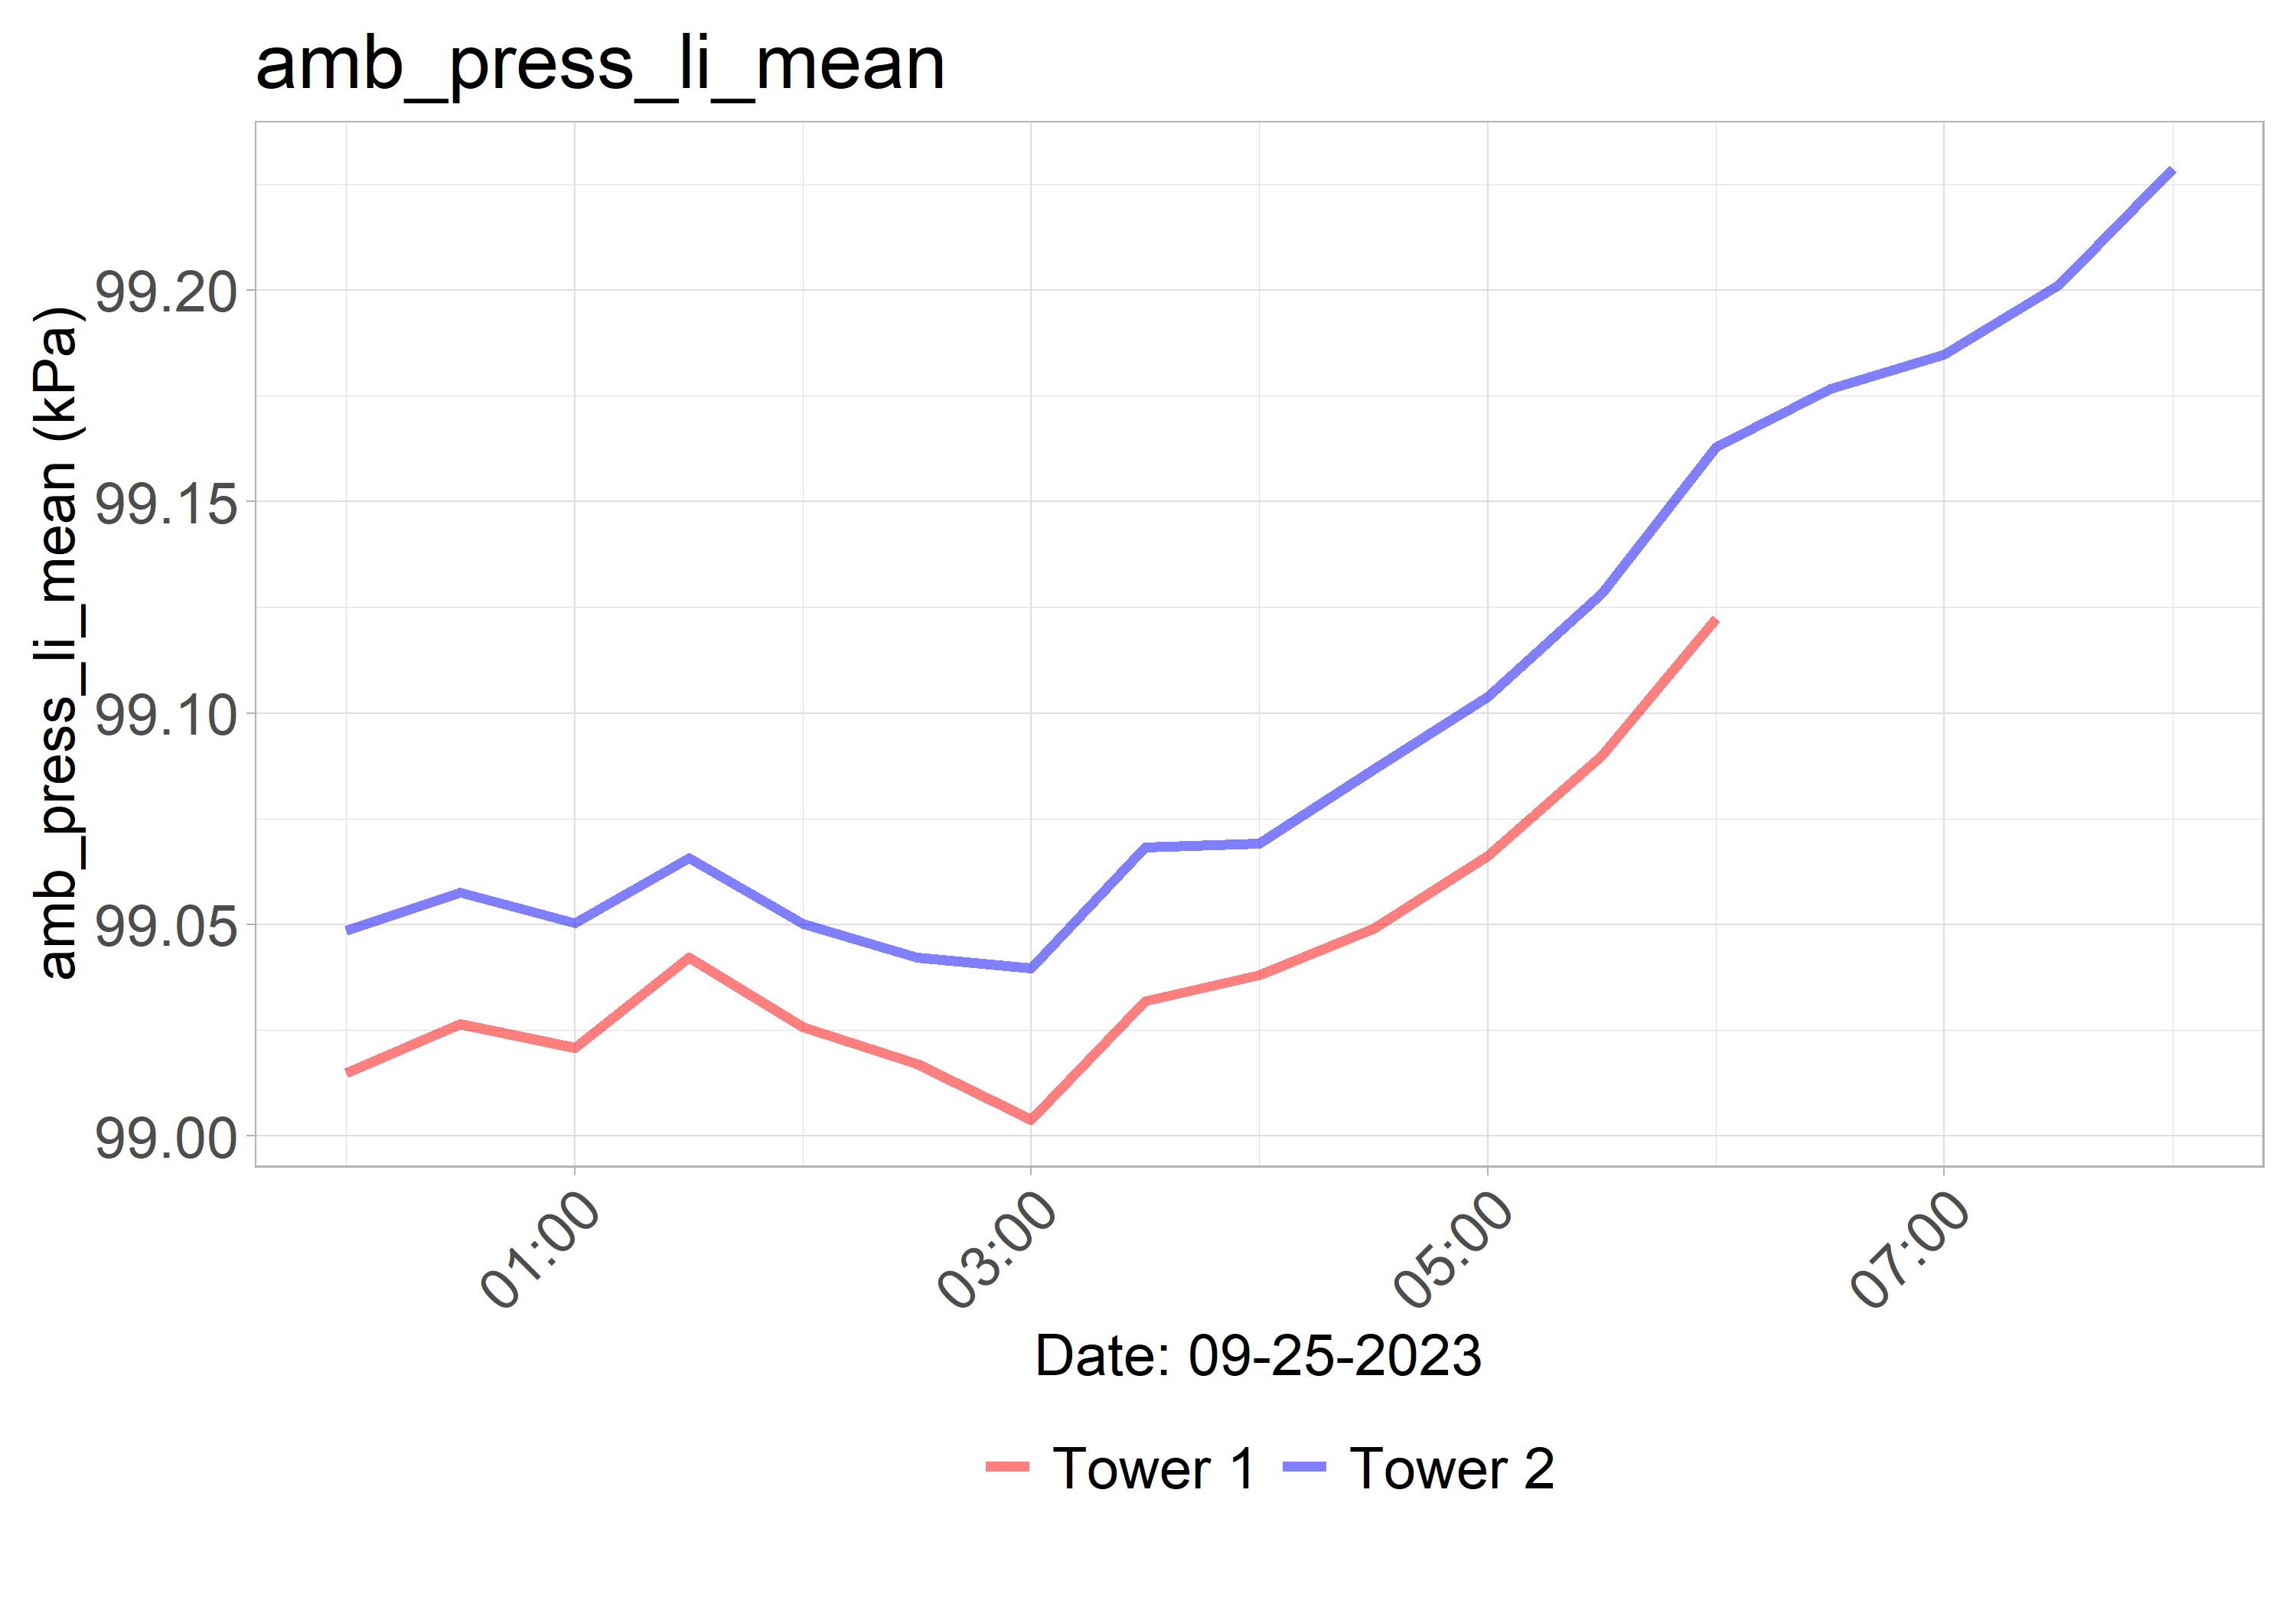 amb_press_li_mean
amb_press_li_mean (kPa)
99.20
99.15
99.10
99.05
99.00
01:00
03:00
05:00
07:00
Date: 09-25-2023
Tower 1
Tower 2